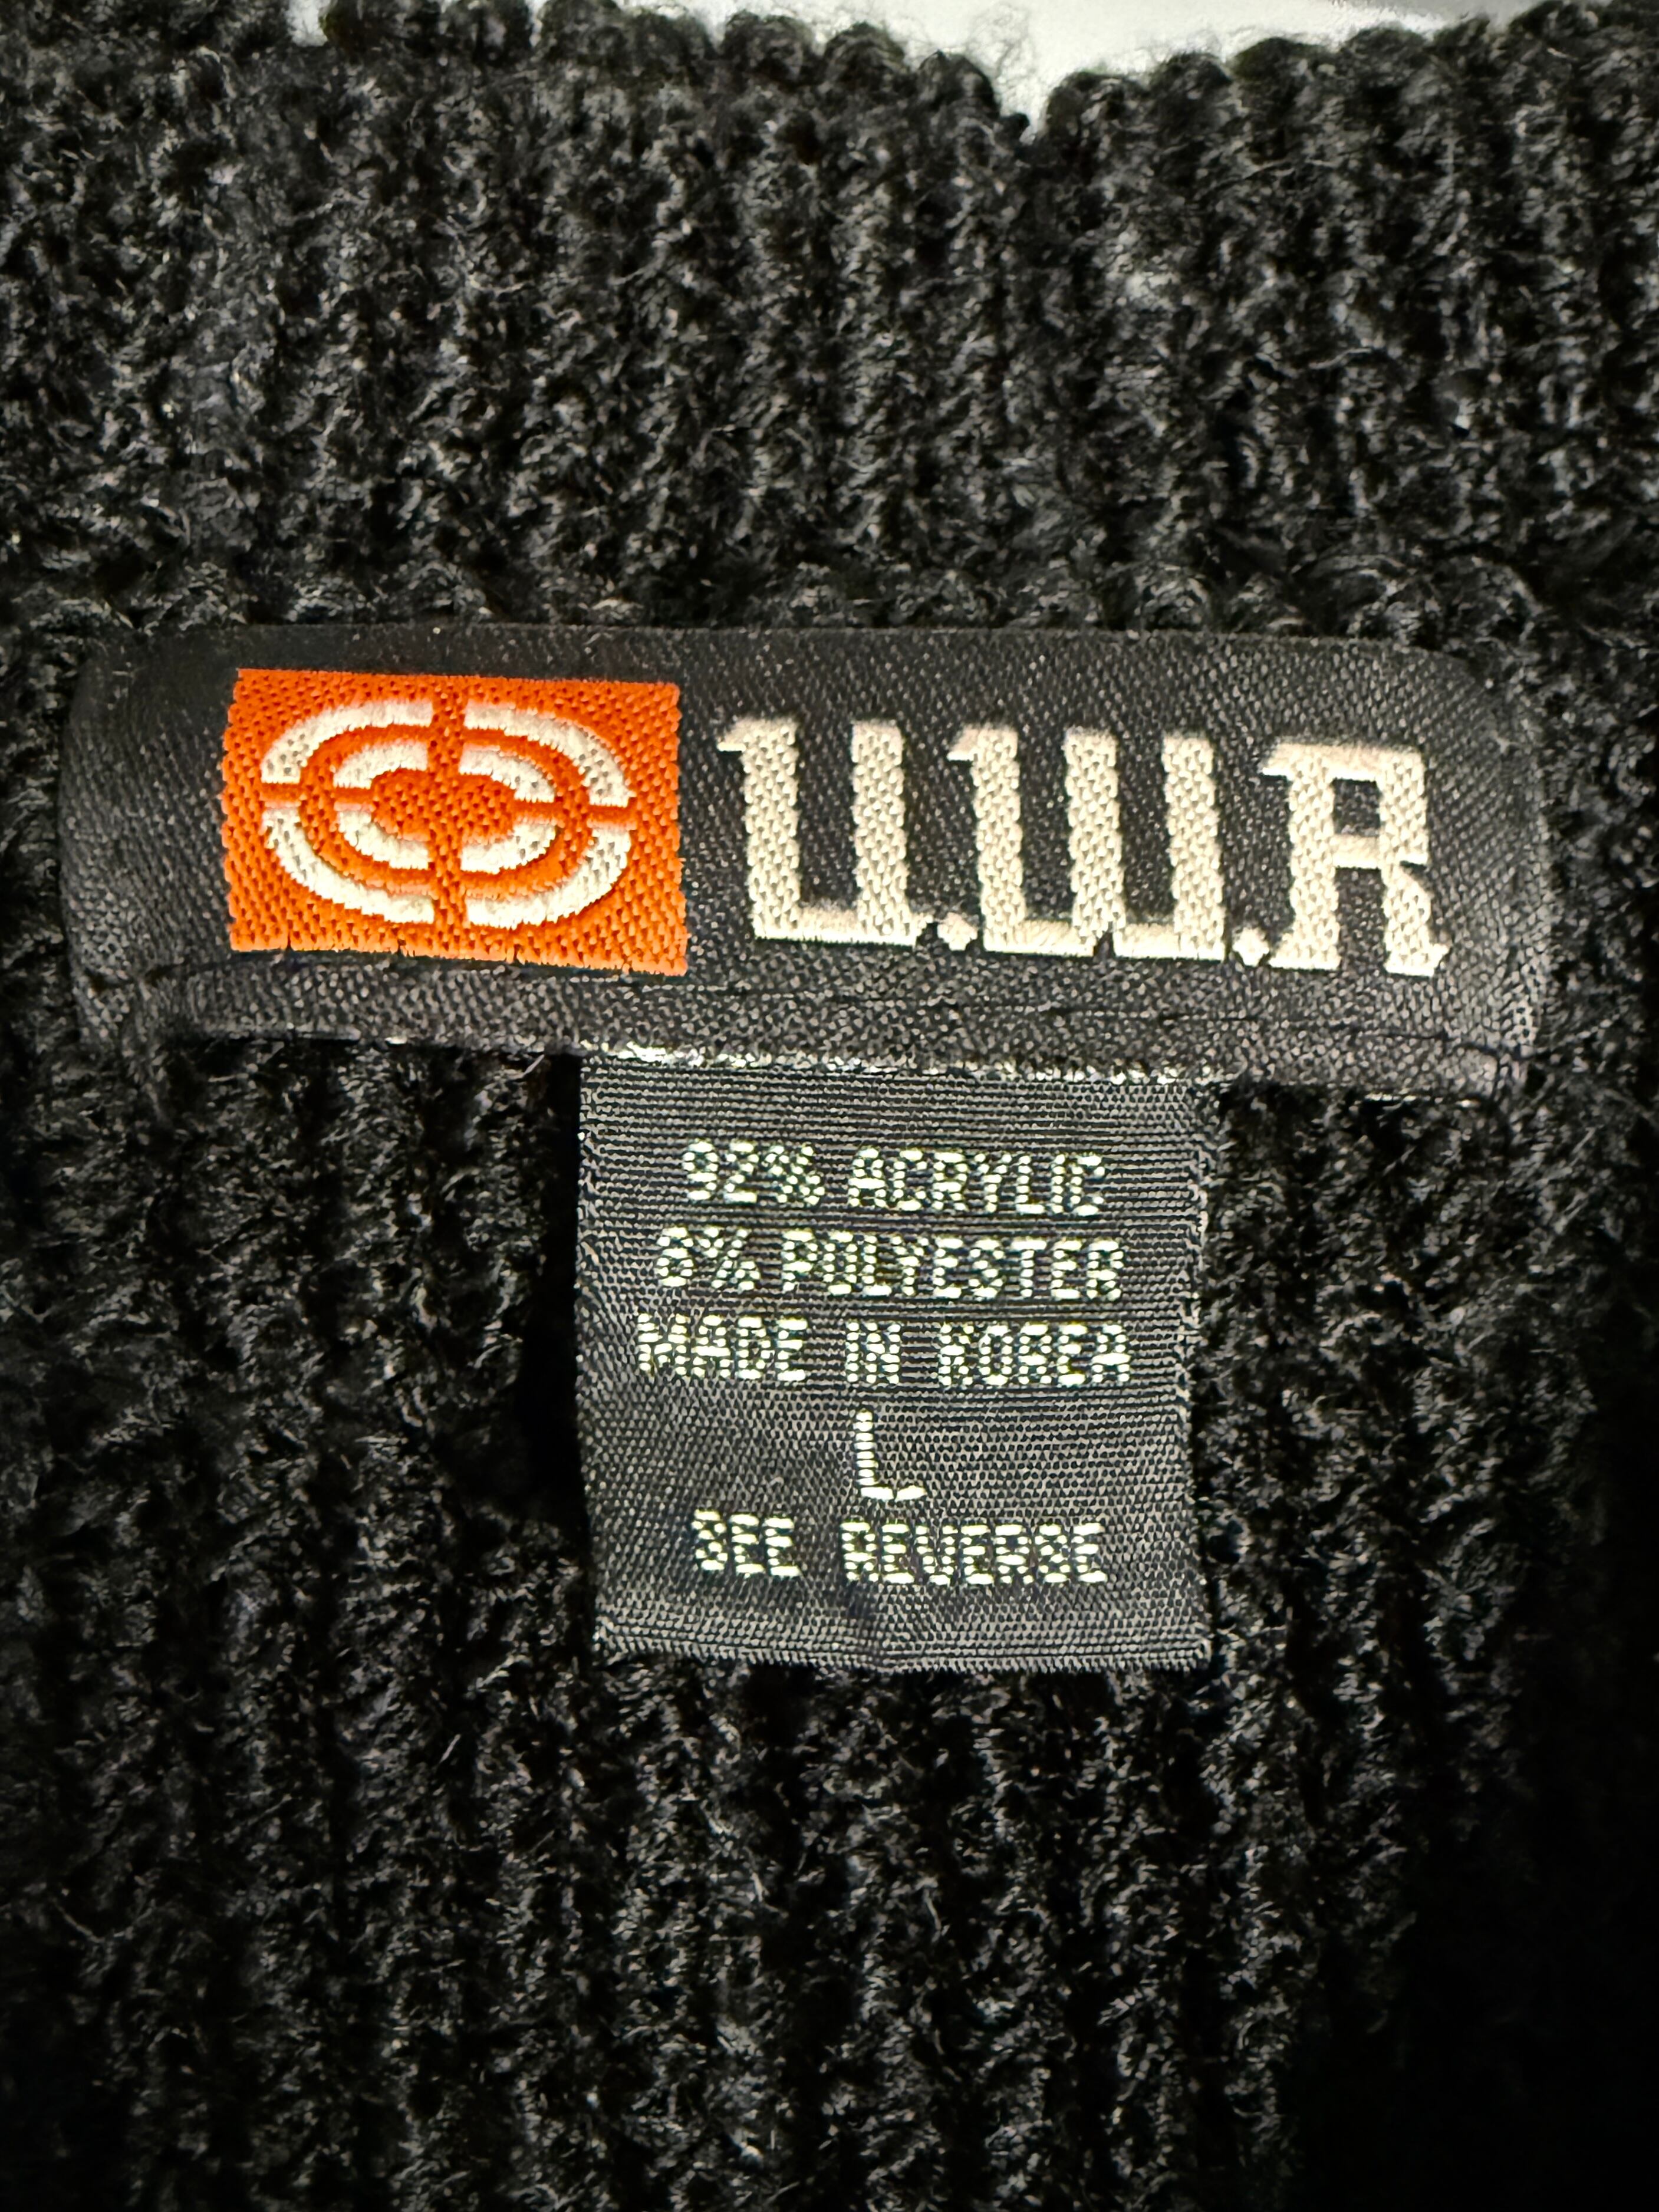 U.W.R
92% ACRYLIC
8% POLYESTER
MADE IN KOREA
L
SEE REVERSE